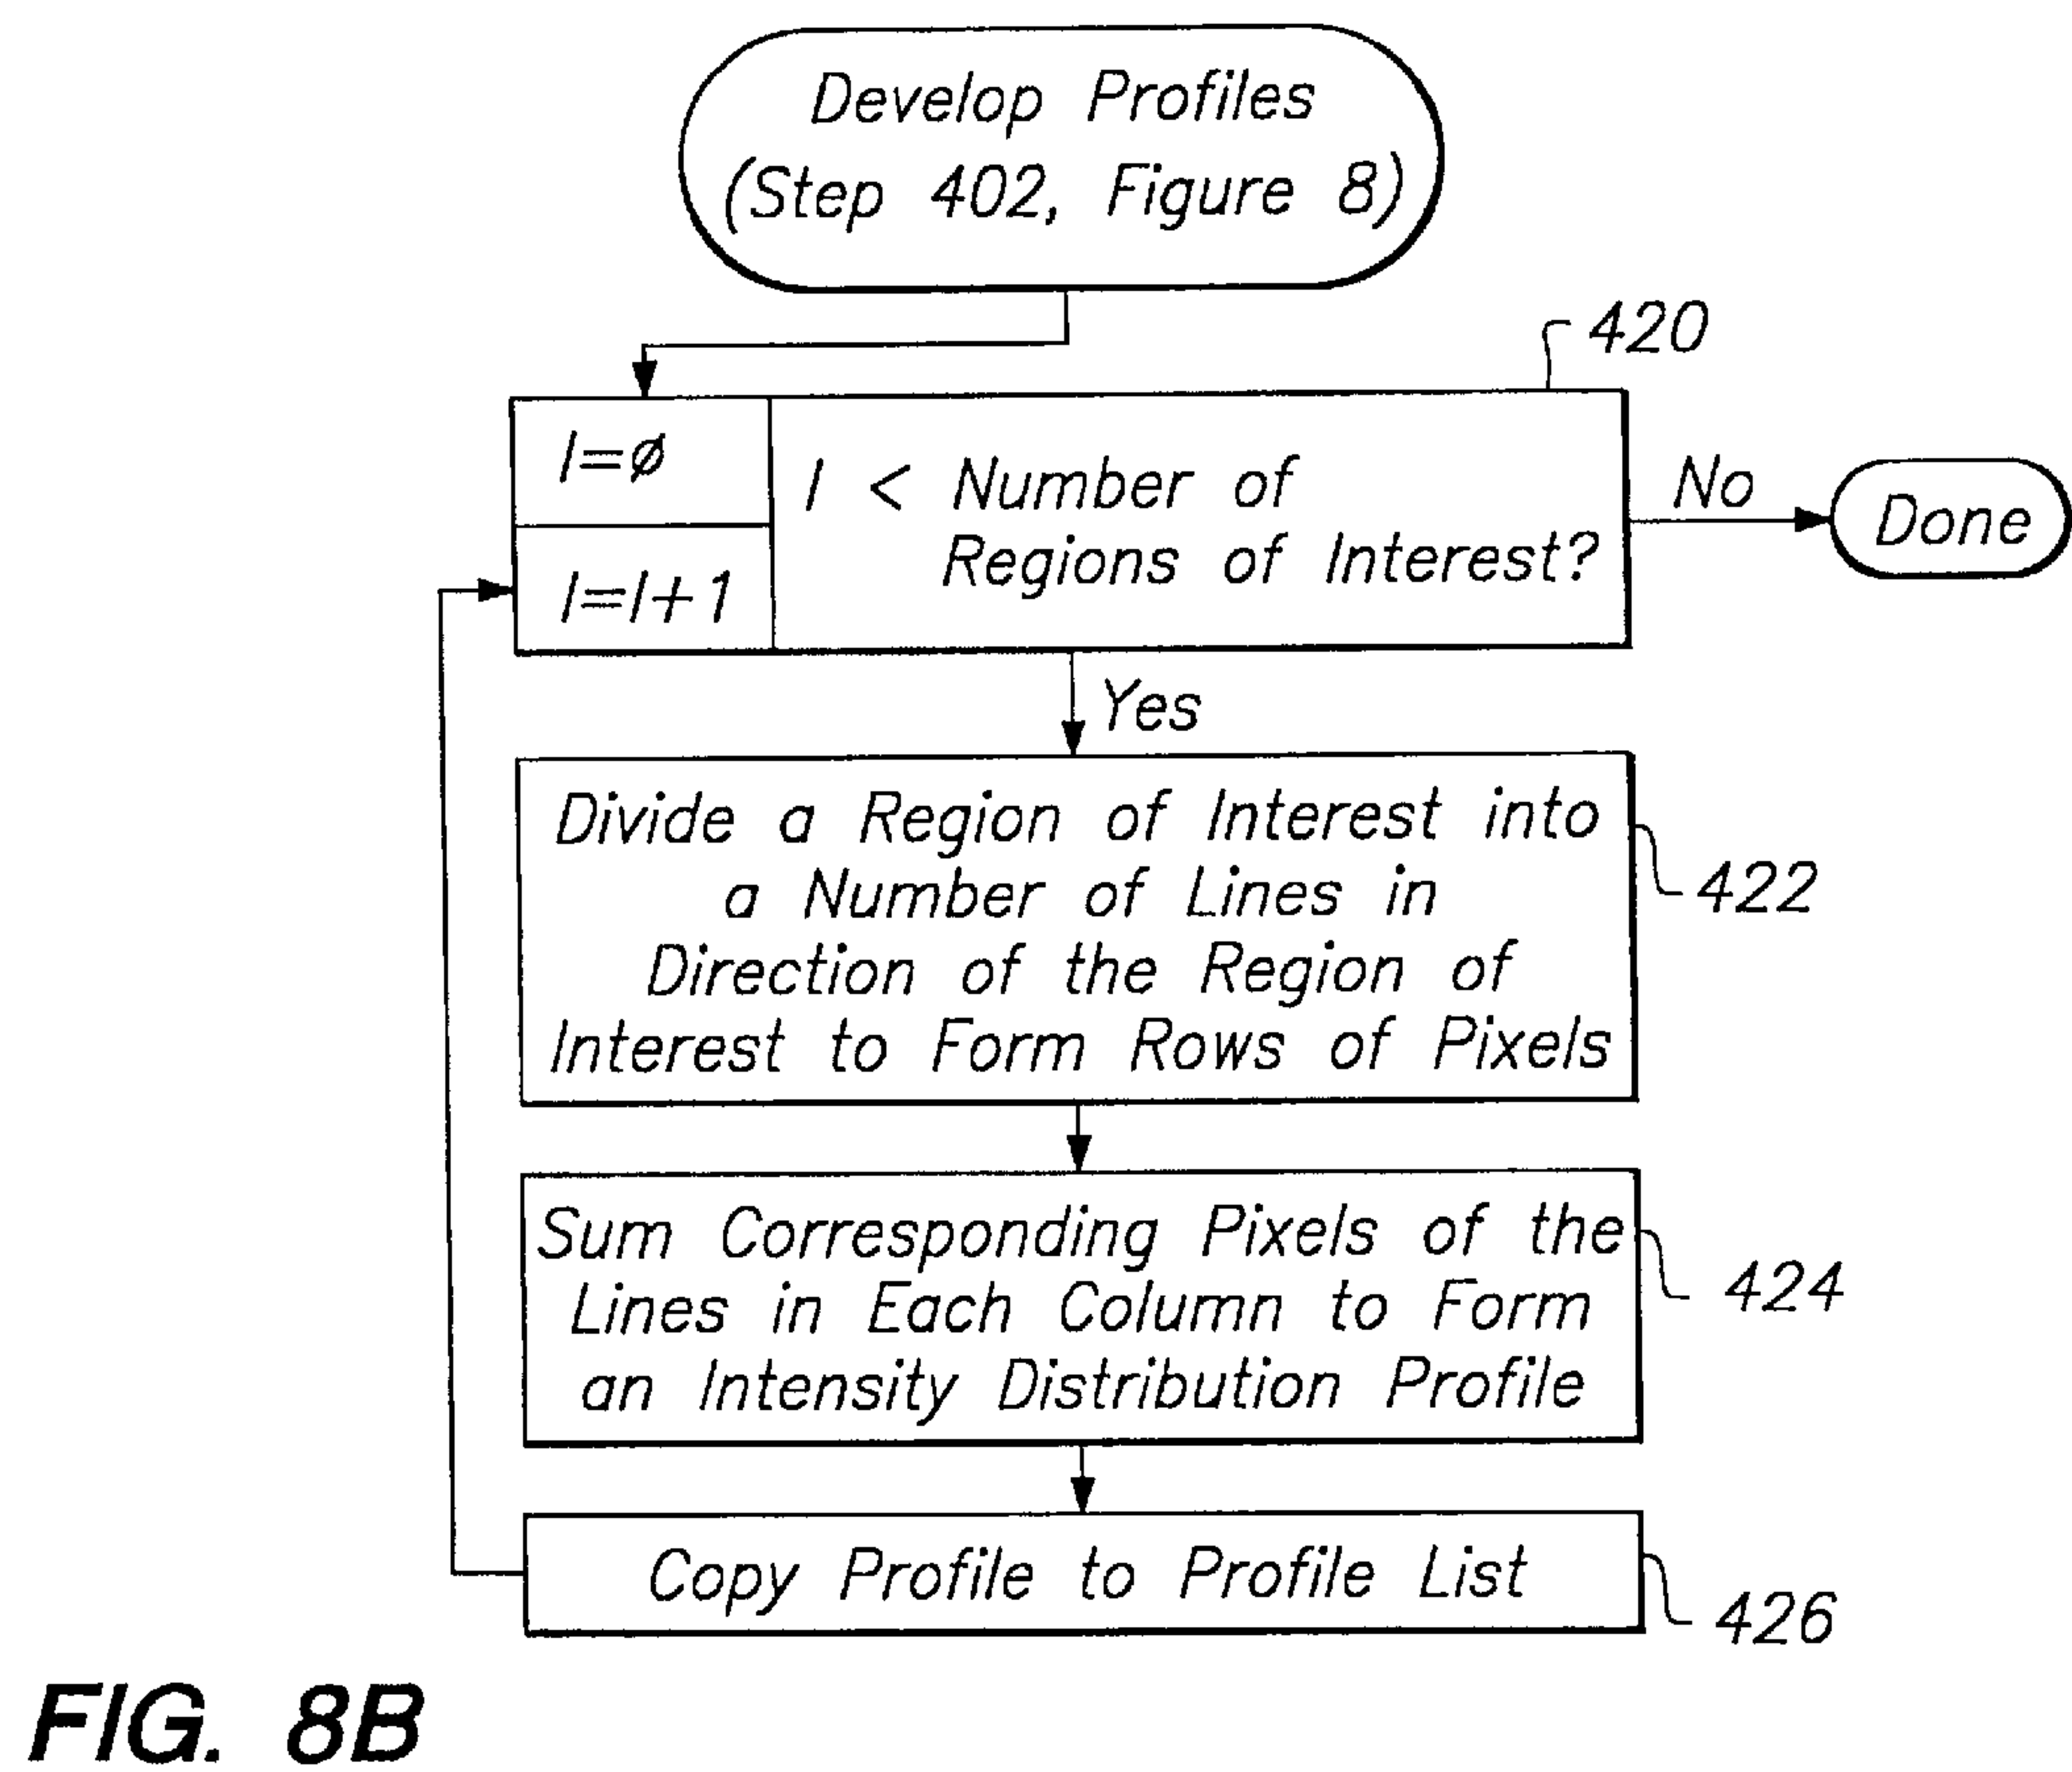 Develop Profiles
(Step 402, Figure 8)
420
I=ø
I < Number of
Regions of Interest?
No
Done
I=I+1
Yes
Divide a Region of Interest into
a Number of Lines in
Direction of the Region of
Interest to Form Rows of Pixels
422
Sum Corresponding Pixels of the
Lines in Each Column to Form
an Intensity Distribution Profile
424
Copy Profile to Profile List
426
FIG. 8B